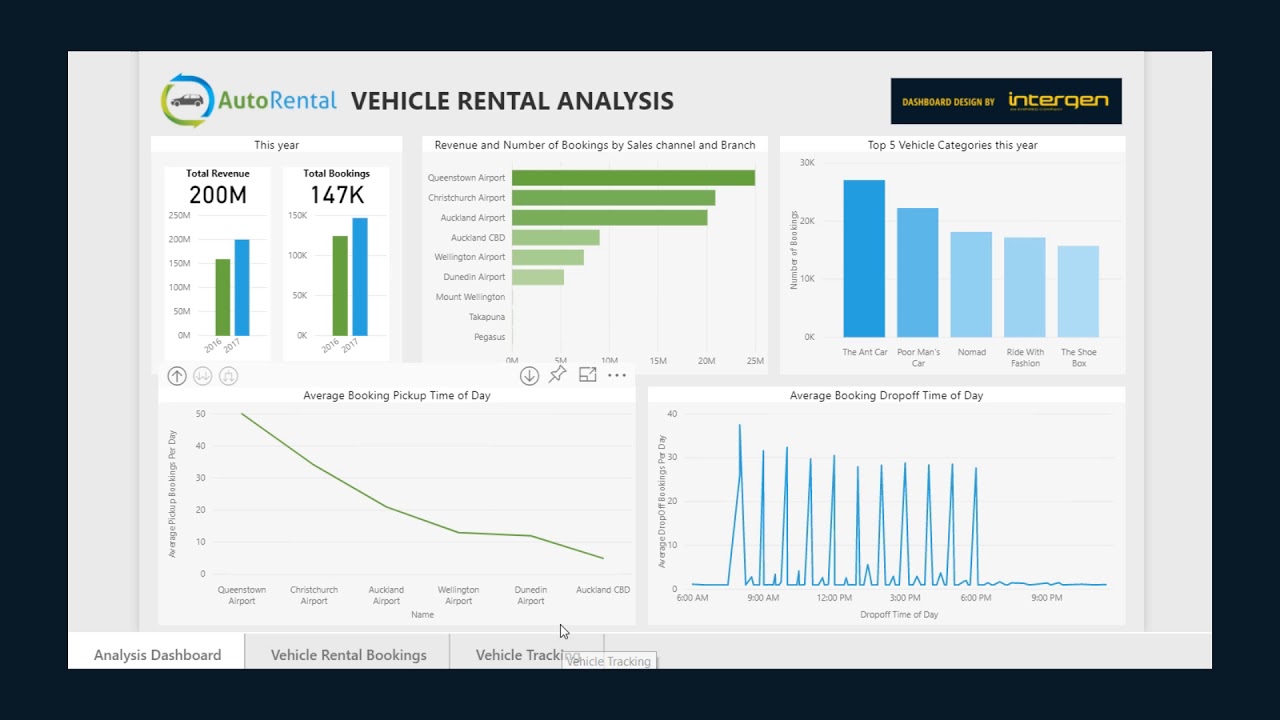 AutoRental VEHICLE RENTAL ANALYSIS
DASHBOARD DESIGN BY intergen
This year
Total Revenue
200M
250M
200M
150M
100M
50M
0M
2016
2017
Total Bookings
147K
150K
100K
50K
0K
2016
2017
Revenue and Number of Bookings by Sales channel and Branch
Queenstown Airport
Christchurch Airport
Auckland Airport
Auckland CBD
Wellington Airport
Dunedin Airport
Mount Wellington
Takapuna
Pegasus
0M 5M 10M 15M 20M 25M
Top 5 Vehicle Categories this year
Number of Bookings
30K
20K
10K
0K
The Ant Car
Poor Man's
Car
Nomad
Ride With
Fashion
The Shoe
Box
Average Booking Pickup Time of Day
Average Pickup Bookings Per Day
50
40
30
20
10
0
Queenstown
Airport
Christchurch
Airport
Auckland
Airport
Wellington
Airport
Dunedin
Airport
Auckland CBD
Name
Average Booking Dropoff Time of Day
Average DropOff Bookings Per Day
40
30
20
10
0
6:00 AM 9:00 AM 12:00 PM 3:00 PM 6:00 PM 9:00 PM
Dropoff Time of Day
Analysis Dashboard
Vehicle Rental Bookings
Vehicle Tracking
Vehicle Tracking